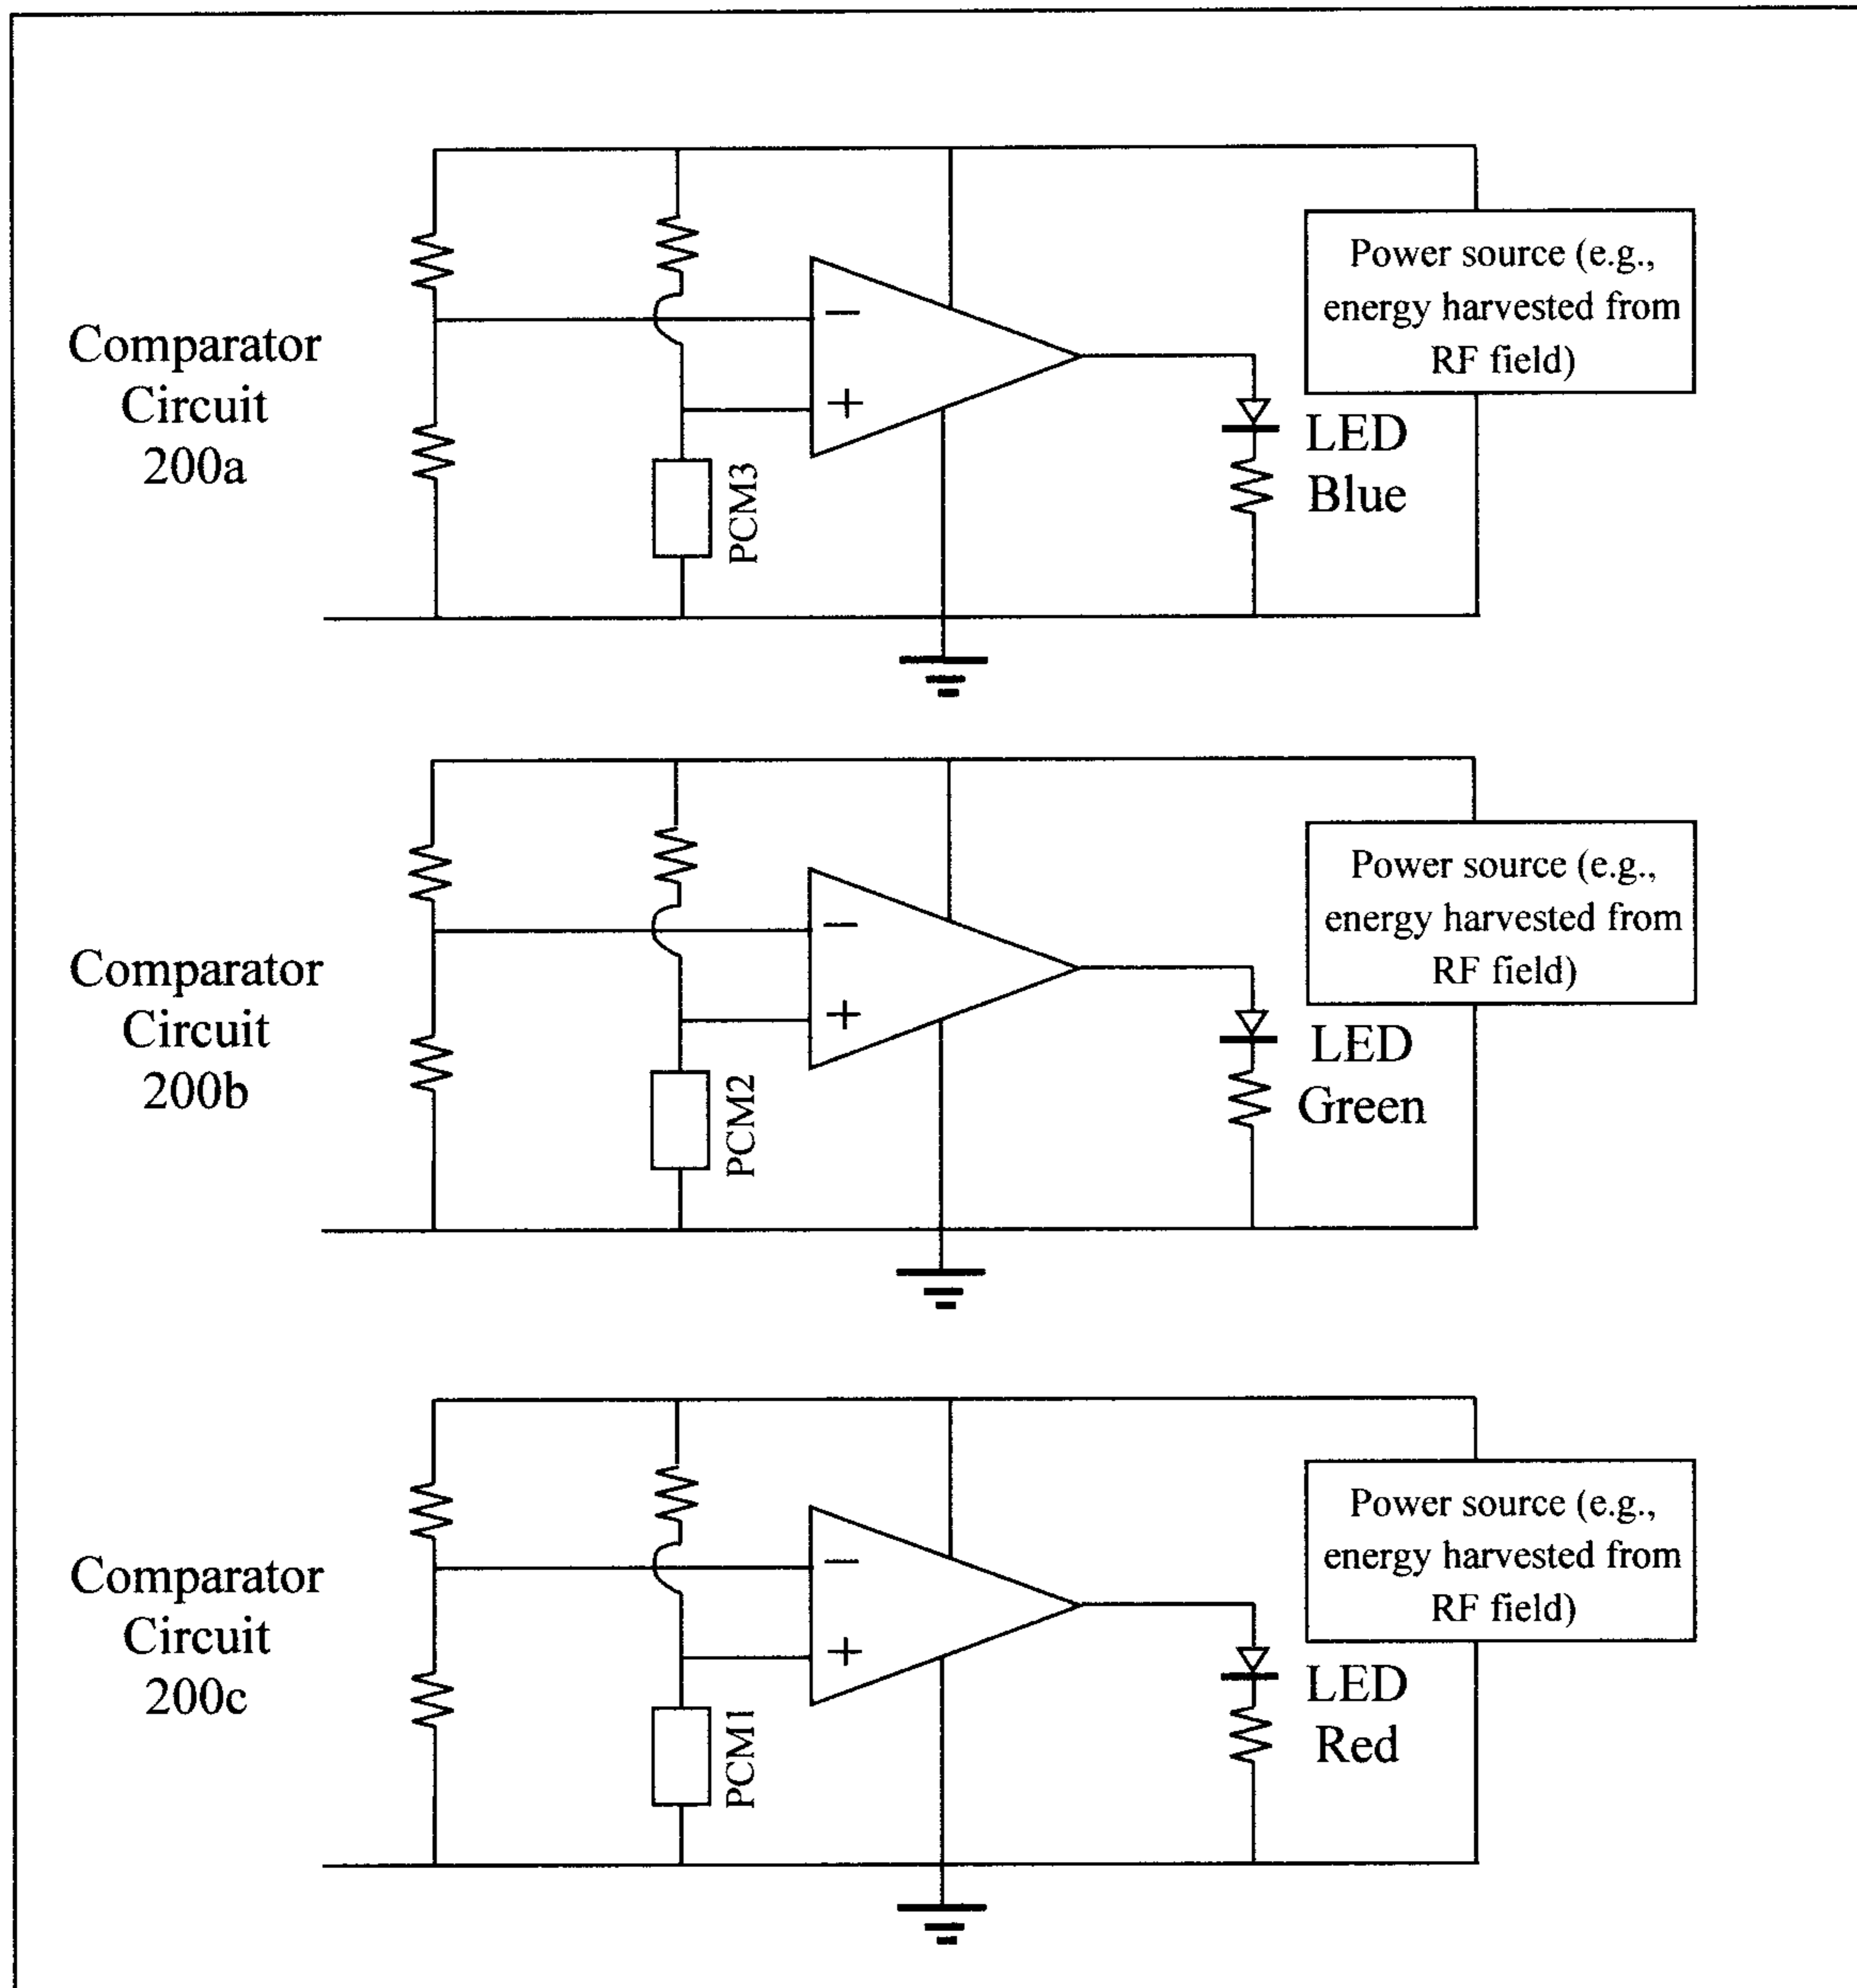 Comparator
Circuit
200a
−
+
PCM3
LED
Blue
Power source (e.g.,
energy harvested from
RF field)
Comparator
Circuit
200b
−
+
PCM2
LED
Green
Power source (e.g.,
energy harvested from
RF field)
Comparator
Circuit
200c
−
+
PCM1
LED
Red
Power source (e.g.,
energy harvested from
RF field)